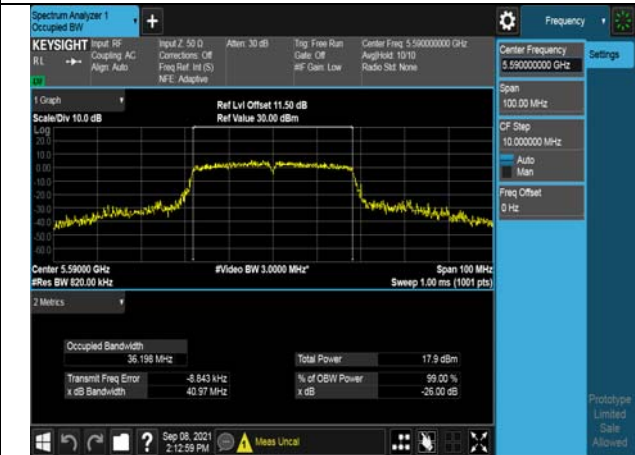 Spectrum Analyzer 1
Occupied BW
Frequency
KEYSIGHT Input: RF Input Z: 50 Ω Atten: 30 dB Trig: Free Run Center Freq: 5.590000000 GHz
RL Coupling: AC Corrections: Off Gate: Off Avg|Hold: 10/10
Align: Auto Freq Ref: Int (S) #IF Gain: Low Radio Std: None
NFE: Adaptive
Center Frequency
5.590000000 GHz
Settings
Span
100.00 MHz
CF Step
10.000000 MHz
Auto
Man
Freq Offset
0 Hz
1 Graph
Ref Lvl Offset 11.50 dB
Scale/Div 10.0 dB Ref Value 30.00 dBm
Log
20.0
10.0
0.00
-10.0
-20.0
-30.0
-40.0
-50.0
-60.0
Center 5.59000 GHz #Video BW 3.0000 MHz* Span 100 MHz
#Res BW 820.00 kHz Sweep 1.00 ms (1001 pts)
2 Metrics
Occupied Bandwidth
36.198 MHz Total Power 17.9 dBm
Transmit Freq Error -8.843 kHz % of OBW Power 99.00 %
x dB Bandwidth 40.97 MHz x dB -26.00 dB
Prototype
Limited
Sale
Allowed
Sep 08, 2021
2:12:59 PM
Meas Uncal